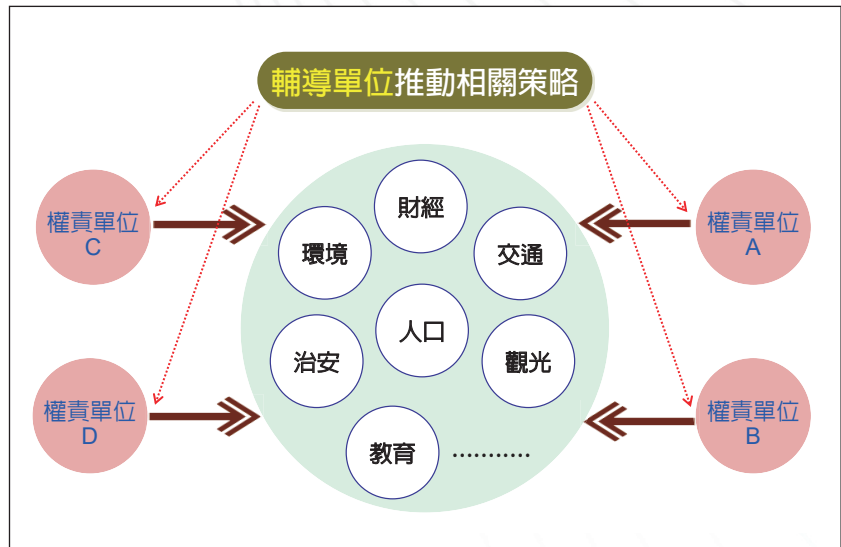 輔導單位推動相關策略
權責單位
C
權責單位
A
財經
環境
交通
人口
治安
觀光
權責單位
D
權責單位
B
教育
...........